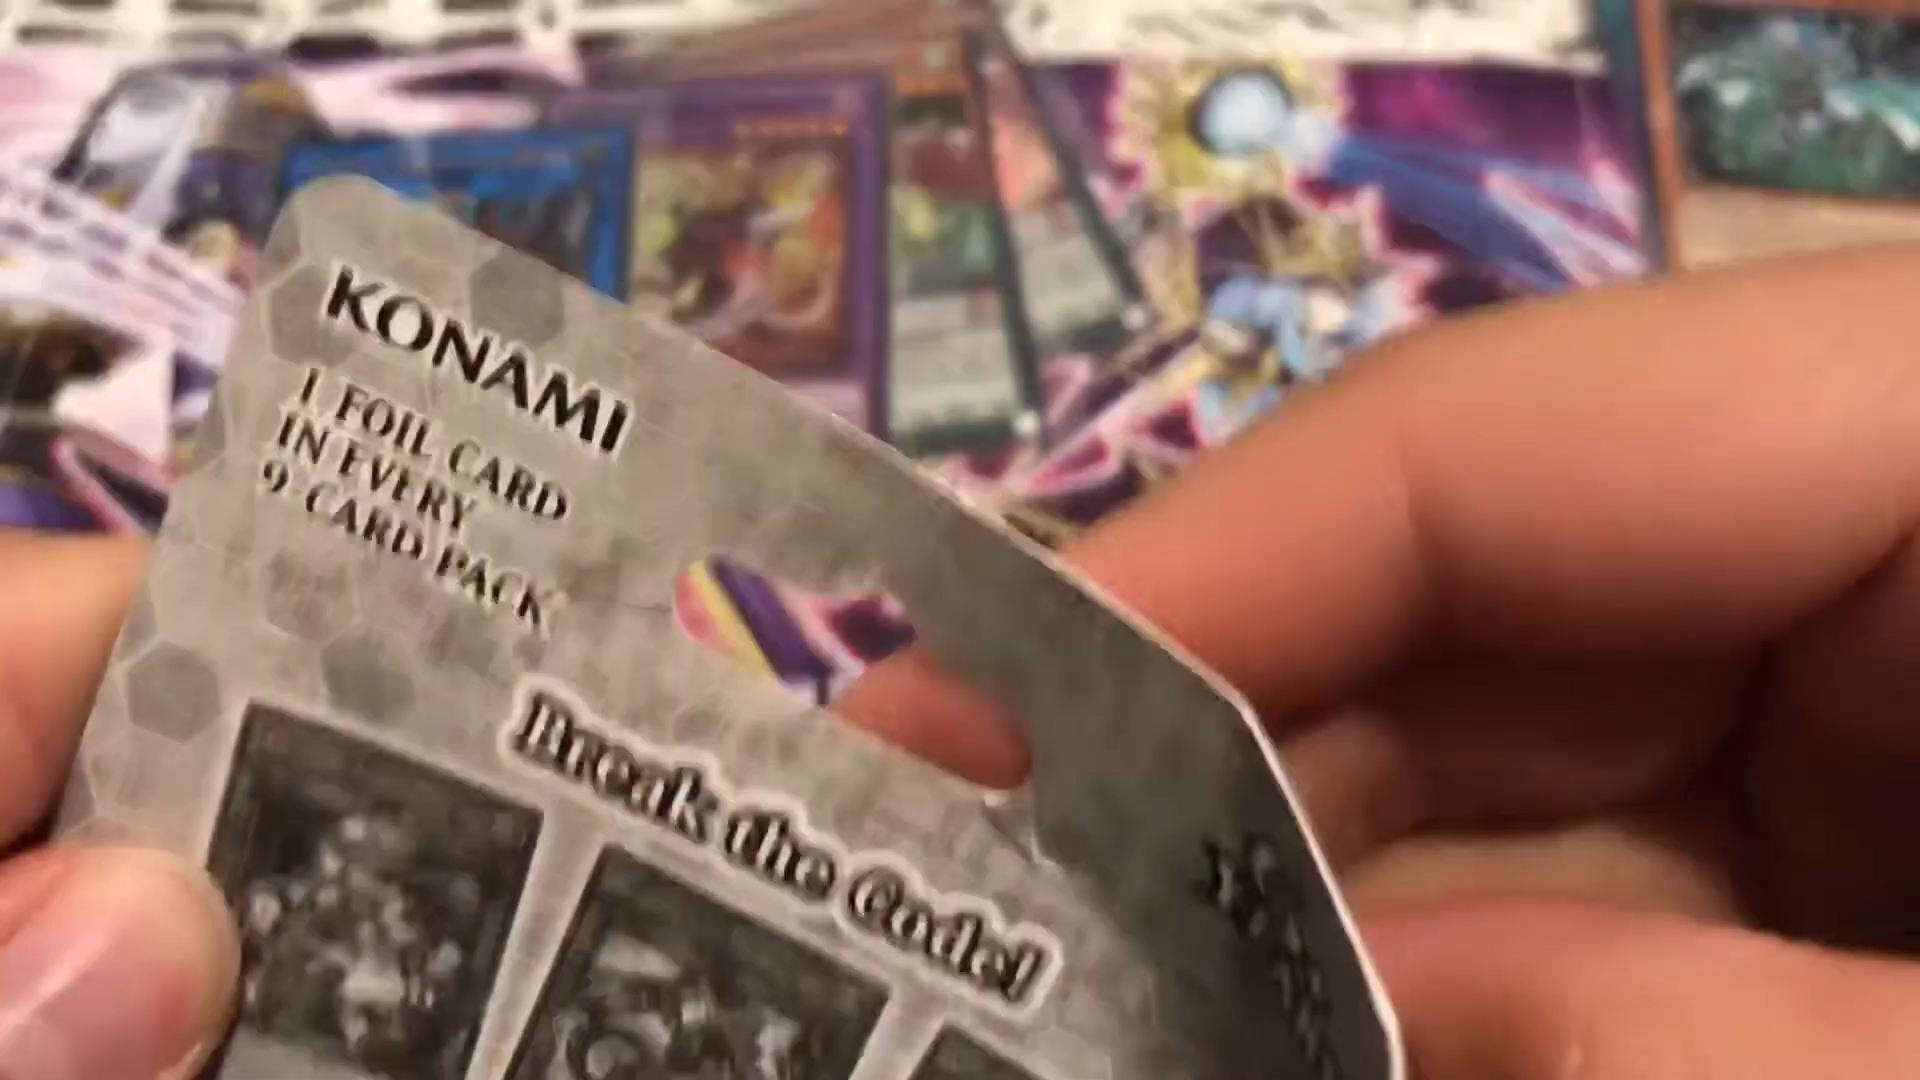 KONAMI
1 FOIL CARD
IN EVERY
9-CARD PACK
Break the Code!